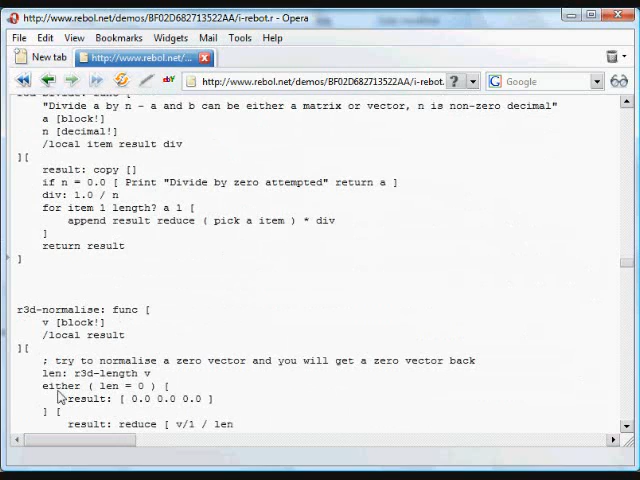 http://www.rebol.net/demos/BF02D682713522AA/i-rebot.r - Opera
File Edit View Bookmarks Widgets Mail Tools Help
New tab http://www.rebol.net/...
http://www.rebol.net/demos/BF02D682713522AA/i-rebot. ? Google
r3d-divide: func [
"Divide a by n - a and b can be either a matrix or vector, n is non-zero decimal"
a [block!]
n [decimal!]
/local item result div
][
result: copy []
if n = 0.0 [ Print "Divide by zero attempted" return a ]
div: 1.0 / n
for item 1 length? a 1 [
append result reduce ( pick a item ) * div
]
return result
]
r3d-normalise: func [
v [block!]
/local result
][
; try to normalise a zero vector and you will get a zero vector back
len: r3d-length v
either ( len = 0 ) [
result: [ 0.0 0.0 0.0 ]
] [
result: reduce [ v/1 / len